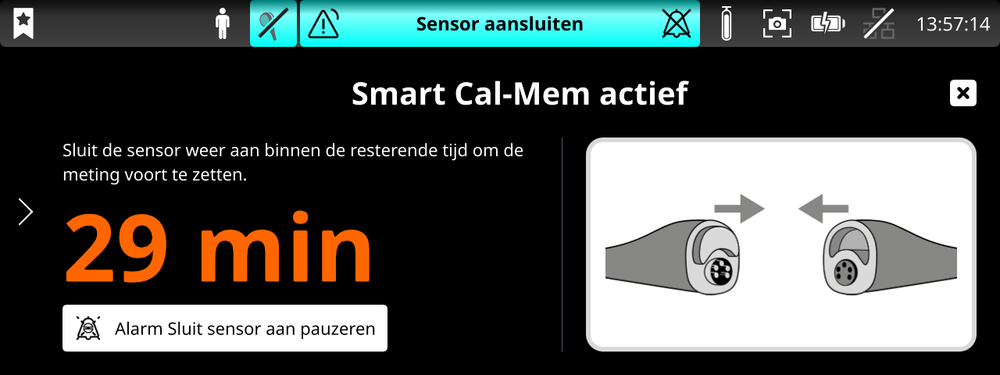 Sensor aansluiten
13:57:14
Smart Cal-Mem actief
Sluit de sensor weer aan binnen de resterende tijd om de
meting voort te zetten.
29 min
Alarm Sluit sensor aan pauzeren